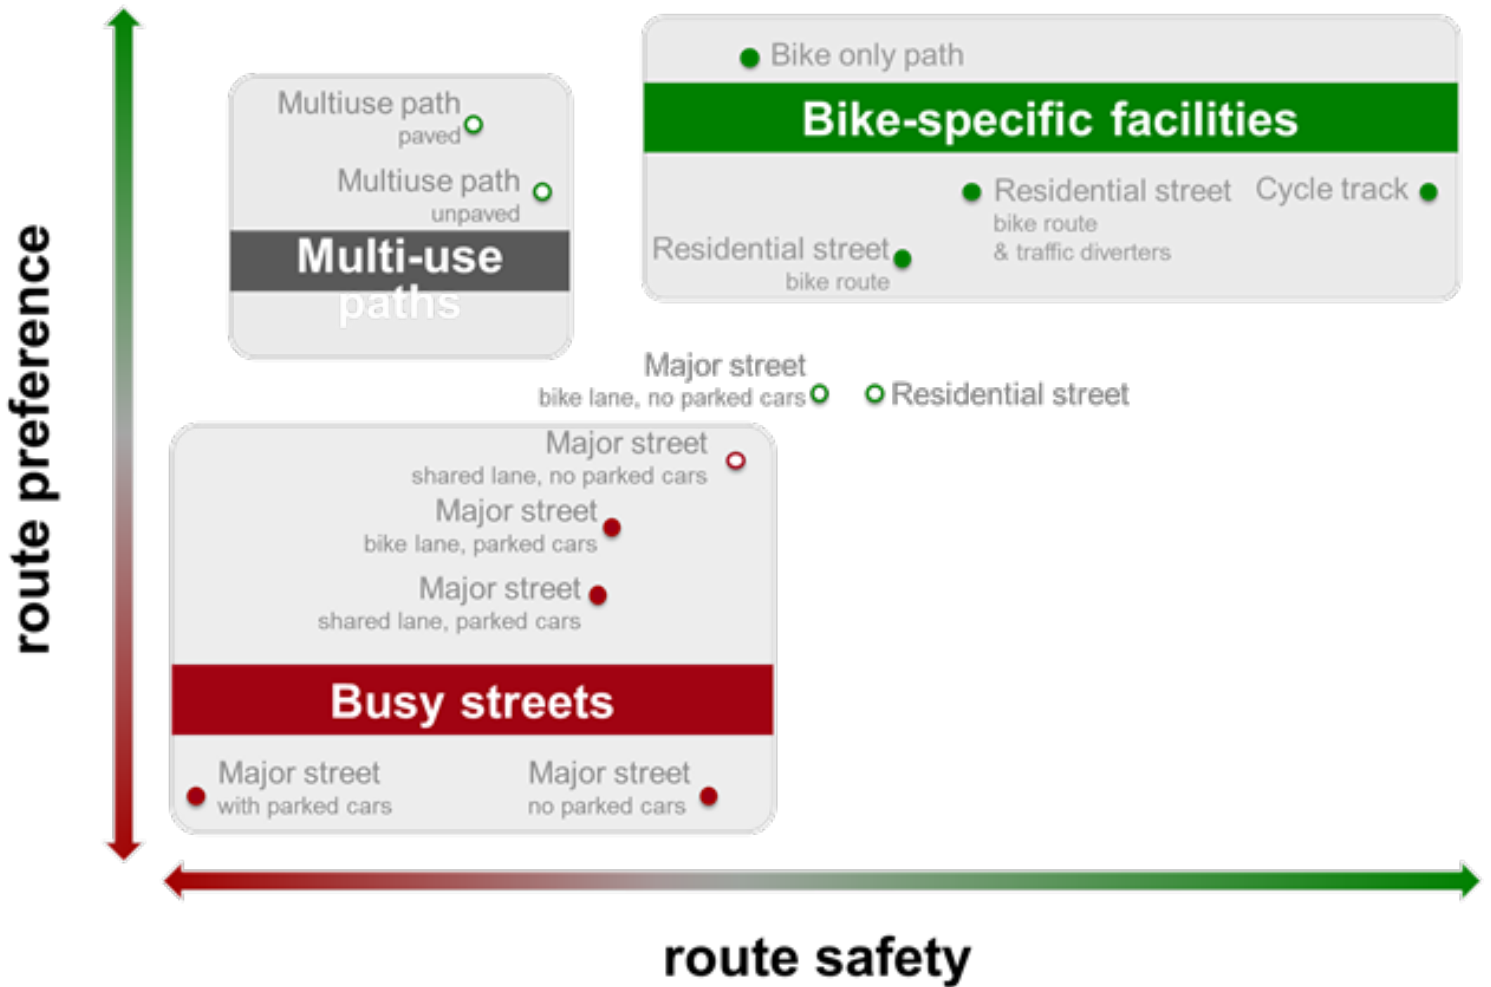 Bike only path
Bike-specific facilities
Multiuse path
paved
Multiuse path
unpaved
Multi-use
paths
Residential street
bike route
& traffic diverters
Cycle track
Residential street
bike route
Major street
bike lane, no parked cars
Residential street
Major street
shared lane, no parked cars
Major street
bike lane, parked cars
Major street
shared lane, parked cars
Busy streets
Major street
with parked cars
Major street
no parked cars
route preference
route safety